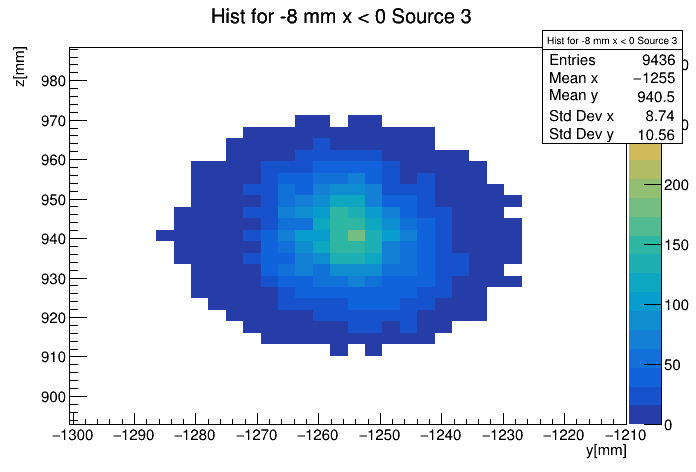 Hist for -8 mm x < 0 Source 3
Hist for -8 mm x < 0 Source 3
Entries 9436
Mean x −1255
Mean y 940.5
Std Dev x 8.74
Std Dev y 10.56
z[mm]
980
970
960
950
940
930
920
910
900
−1300 −1290 −1280 −1270 −1260 −1250 −1240 −1230 −1220 −1210
y[mm]
200
150
100
50
0